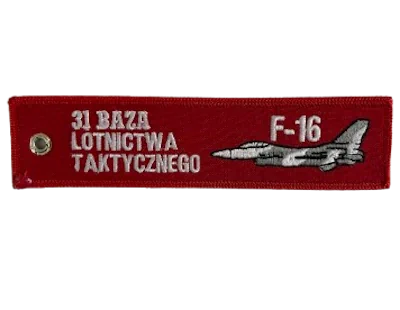 31 BAZA
LOTNICTWA
TAKTYCZNEGO
F-16